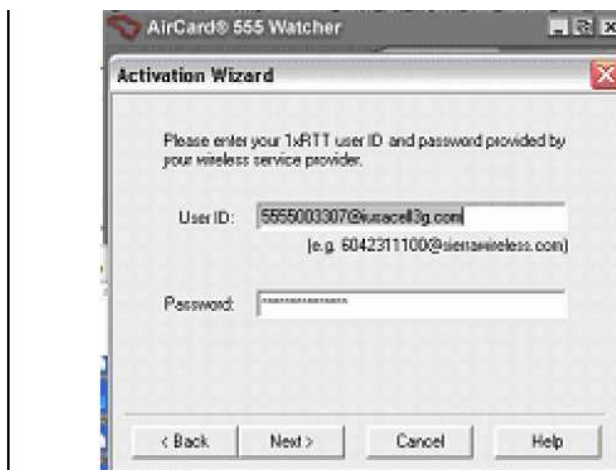 AirCard® 555 Watcher
Activation Wizard
Please enter your 1xRTT user ID and password provided by
your wireless service provider.
User ID: 5555003307@iusacell3g.com
(e.g. 6042311100@sierrawireless.com)
Password: ***************
< Back Next > Cancel Help